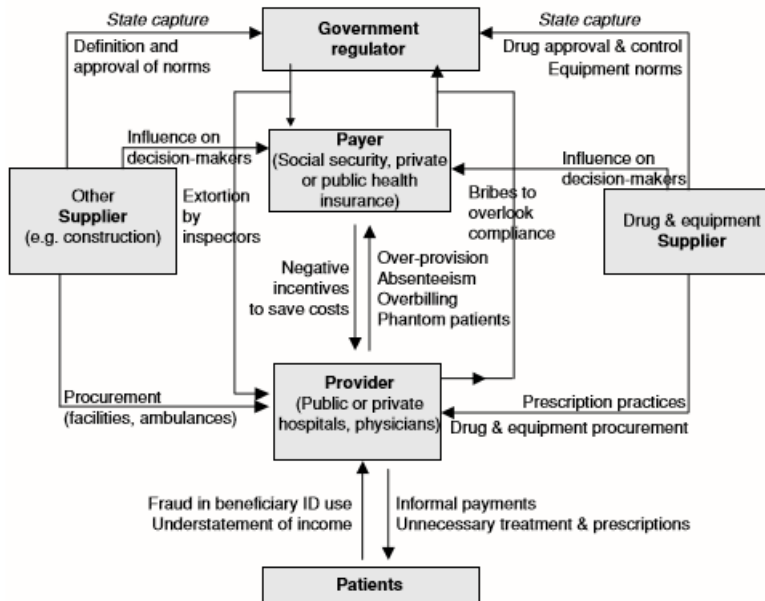 State capture
Definition and
approval of norms
Government
regulator
State capture
Drug approval & control
Equipment norms
Influence on
decision-makers
Payer
(Social security, private
or public health
insurance)
Influence on
decision-makers
Other
Supplier
(e.g. construction)
Extortion
by
inspectors
Bribes to
overlook
compliance
Drug & equipment
Supplier
Negative
incentives
to save costs
Over-provision
Absenteeism
Overbilling
Phantom patients
Procurement
(facilities, ambulances)
Provider
(Public or private
hospitals, physicians)
Prescription practices
Drug & equipment procurement
Fraud in beneficiary ID use
Understatement of income
Informal payments
Unnecessary treatment & prescriptions
Patients